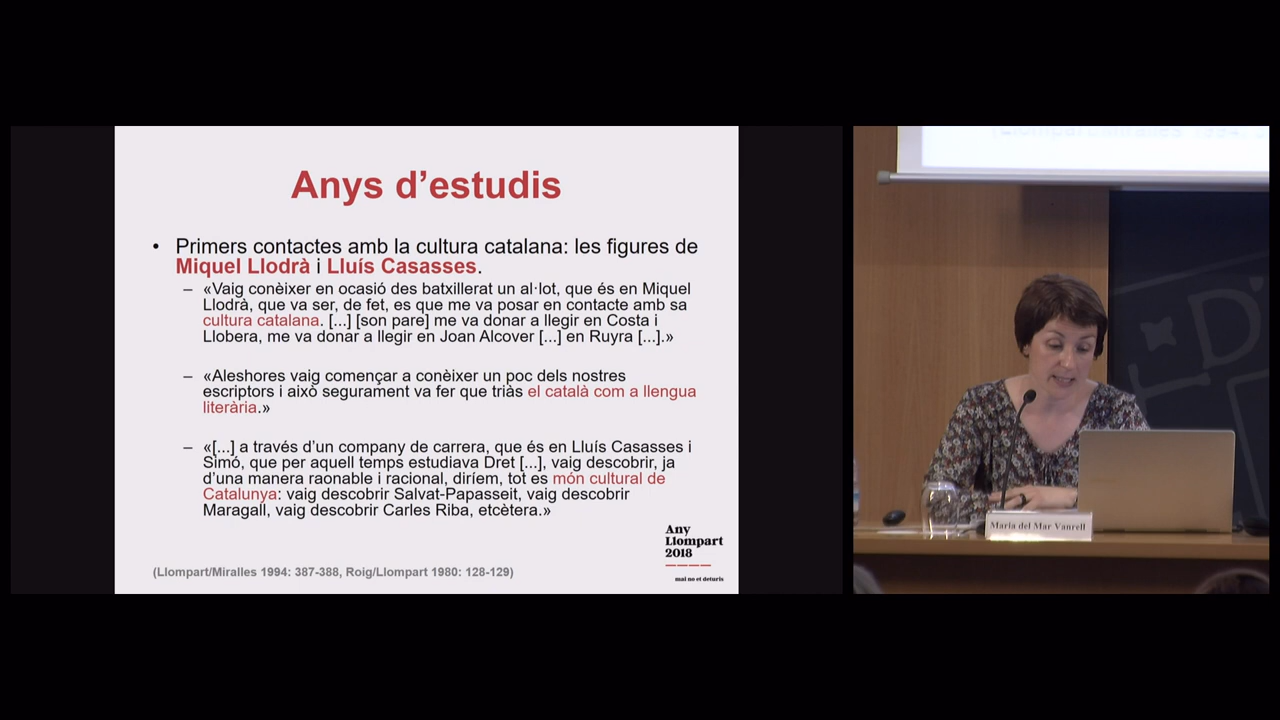 Anys d’estudis
• Primers contactes amb la cultura catalana: les figures de
Miquel Llodrà i Lluís Casasses.
– «Vaig conèixer en ocasió des batxillerat un al·lot, que és en Miquel
Llodrà, que va ser, de fet, es que me va posar en contacte amb sa
cultura catalana. [...] [son pare] me va donar a llegir en Costa i
Llobera, me va donar a llegir en Joan Alcover [...] en Ruyra [...].»
– «Aleshores vaig començar a conèixer un poc dels nostres
escriptors i això segurament va fer que triàs el català com a llengua
literària.»
– «[...] a través d’un company de carrera, que és en Lluís Casasses i
Simó, que per aquell temps estudiava Dret [...], vaig descobrir, ja
d’una manera raonable i racional, diríem, tot es món cultural de
Catalunya: vaig descobrir Salvat-Papasseit, vaig descobrir
Maragall, vaig descobrir Carles Riba, etcètera.»
(Llompart/Miralles 1994: 387-388, Roig/Llompart 1980: 128-129)
Any
Llompart
2018
mai no et deturis
Maria del Mar Vanrell